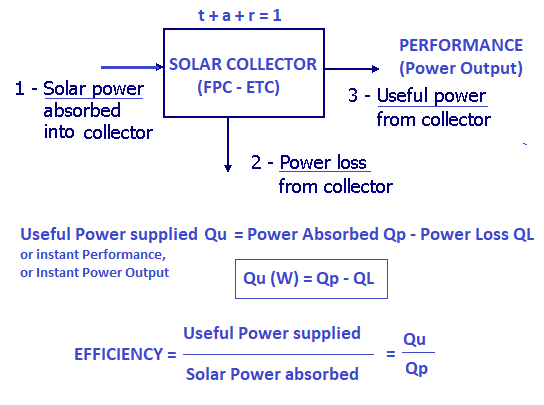 t + a + r = 1
SOLAR COLLECTOR
(FPC - ETC)
PERFORMANCE
(Power Output)
1 - Solar power
absorbed
into collector
3 - Useful power
from collector
2 - Power loss
from collector
Useful Power supplied Qu = Power Absorbed Qp - Power Loss QL
or instant Performance,
or Instant Power Output
Qu (W) = Qp - QL
Useful Power supplied
EFFICIENCY =
Solar Power absorbed
= Qu
Qp